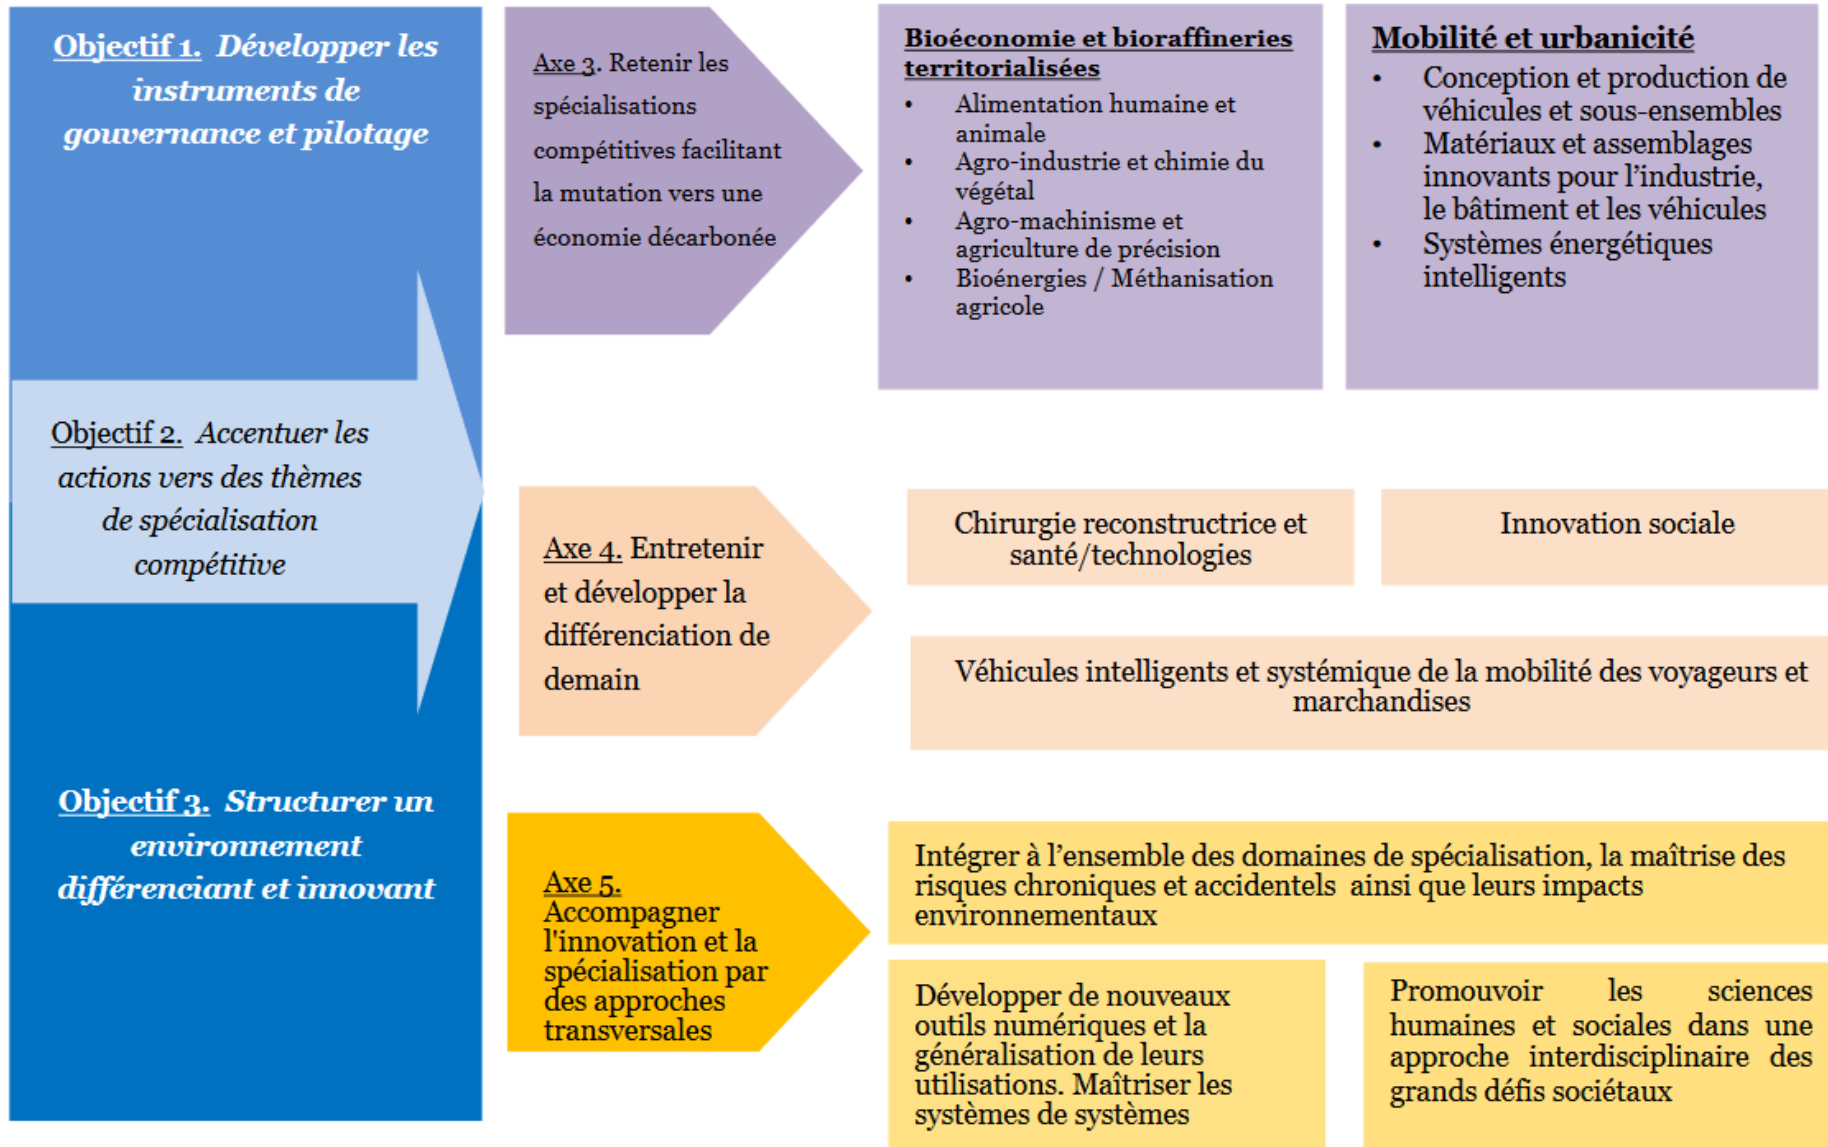 Objectif 1. Développer les
instruments de
gouvernance et pilotage
Objectif 2. Accentuer les
actions vers des thèmes
de spécialisation
compétitive
Objectif 3. Structurer un
environnement
différenciant et innovant
Axe 3. Retenir les
spécialisations
compétitives facilitant
la mutation vers une
économie décarbonée
Bioéconomie et bioraffineries
territorialisées
• Alimentation humaine et
animale
• Agro-industrie et chimie du
végétal
• Agro-machinisme et
agriculture de précision
• Bioénergies / Méthanisation
agricole
Mobilité et urbanicité
• Conception et production de
véhicules et sous-ensembles
• Matériaux et assemblages
innovants pour l’industrie,
le bâtiment et les véhicules
• Systèmes énergétiques
intelligents
Axe 4. Entretenir
et développer la
différenciation de
demain
Chirurgie reconstructrice et
santé/technologies
Innovation sociale
Véhicules intelligents et systémique de la mobilité des voyageurs et
marchandises
Axe 5.
Accompagner
l'innovation et la
spécialisation par
des approches
transversales
Intégrer à l’ensemble des domaines de spécialisation, la maîtrise des
risques chroniques et accidentels ainsi que leurs impacts
environnementaux
Développer de nouveaux
outils numériques et la
généralisation de leurs
utilisations. Maîtriser les
systèmes de systèmes
Promouvoir les sciences
humaines et sociales dans une
approche interdisciplinaire des
grands défis sociétaux